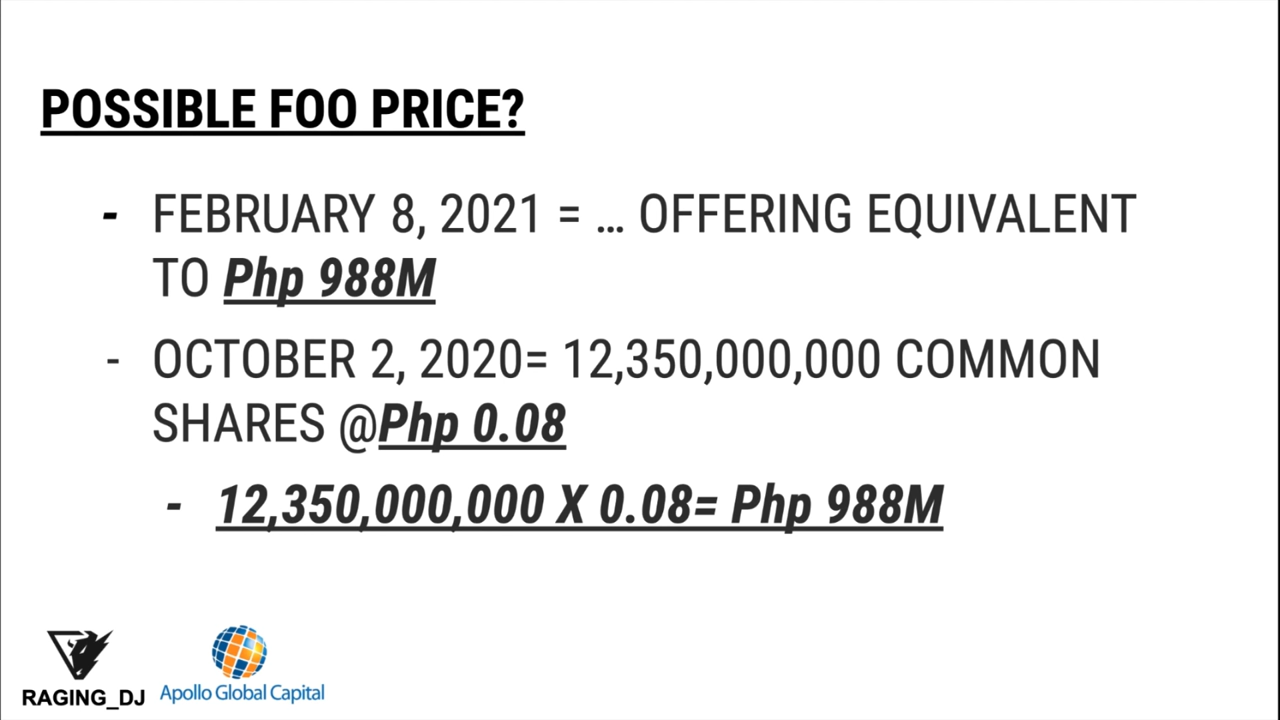 POSSIBLE FOO PRICE?
- FEBRUARY 8, 2021 = ... OFFERING EQUIVALENT
TO Php 988M
- OCTOBER 2, 2020= 12,350,000,000 COMMON
SHARES @Php 0.08
- 12,350,000,000 X 0.08= Php 988M
RAGING_DJ
Apollo Global Capital